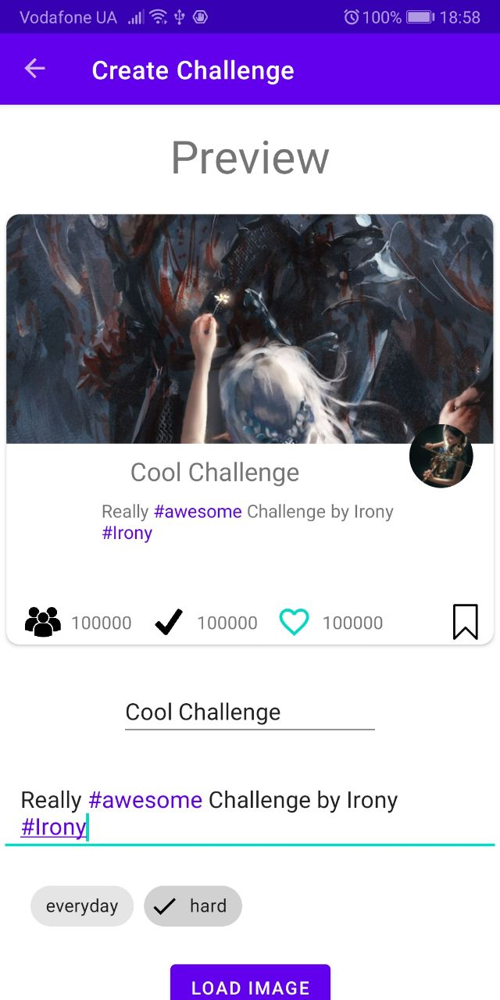 Vodafone UA 100% 18:58
Create Challenge
Preview
Cool Challenge
Really #awesome Challenge by Irony
#Irony
100000 100000 100000
Cool Challenge
Really #awesome Challenge by Irony
#Irony
everyday hard
LOAD IMAGE